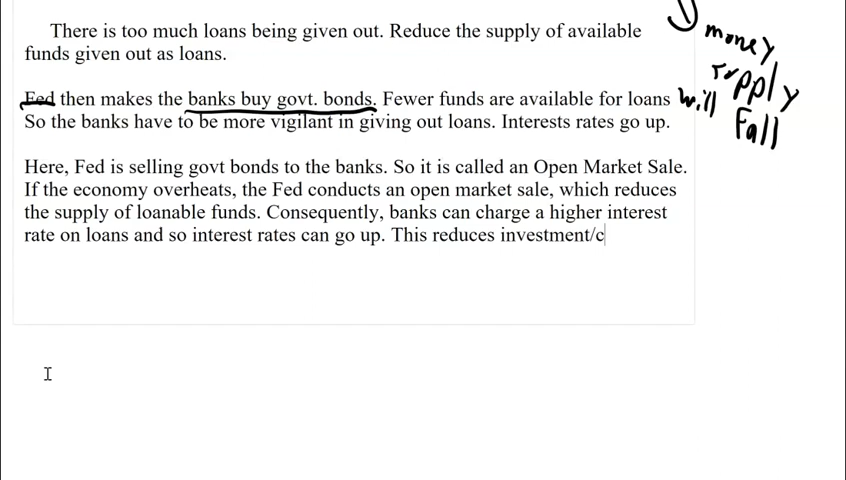 There is too much loans being given out. Reduce the supply of available
funds given out as loans.
money
supply
will
Fall
Fed then makes the banks buy govt. bonds. Fewer funds are available for loans
So the banks have to be more vigilant in giving out loans. Interests rates go up.
Here, Fed is selling govt bonds to the banks. So it is called an Open Market Sale.
If the economy overheats, the Fed conducts an open market sale, which reduces
the supply of loanable funds. Consequently, banks can charge a higher interest
rate on loans and so interest rates can go up. This reduces investment/c